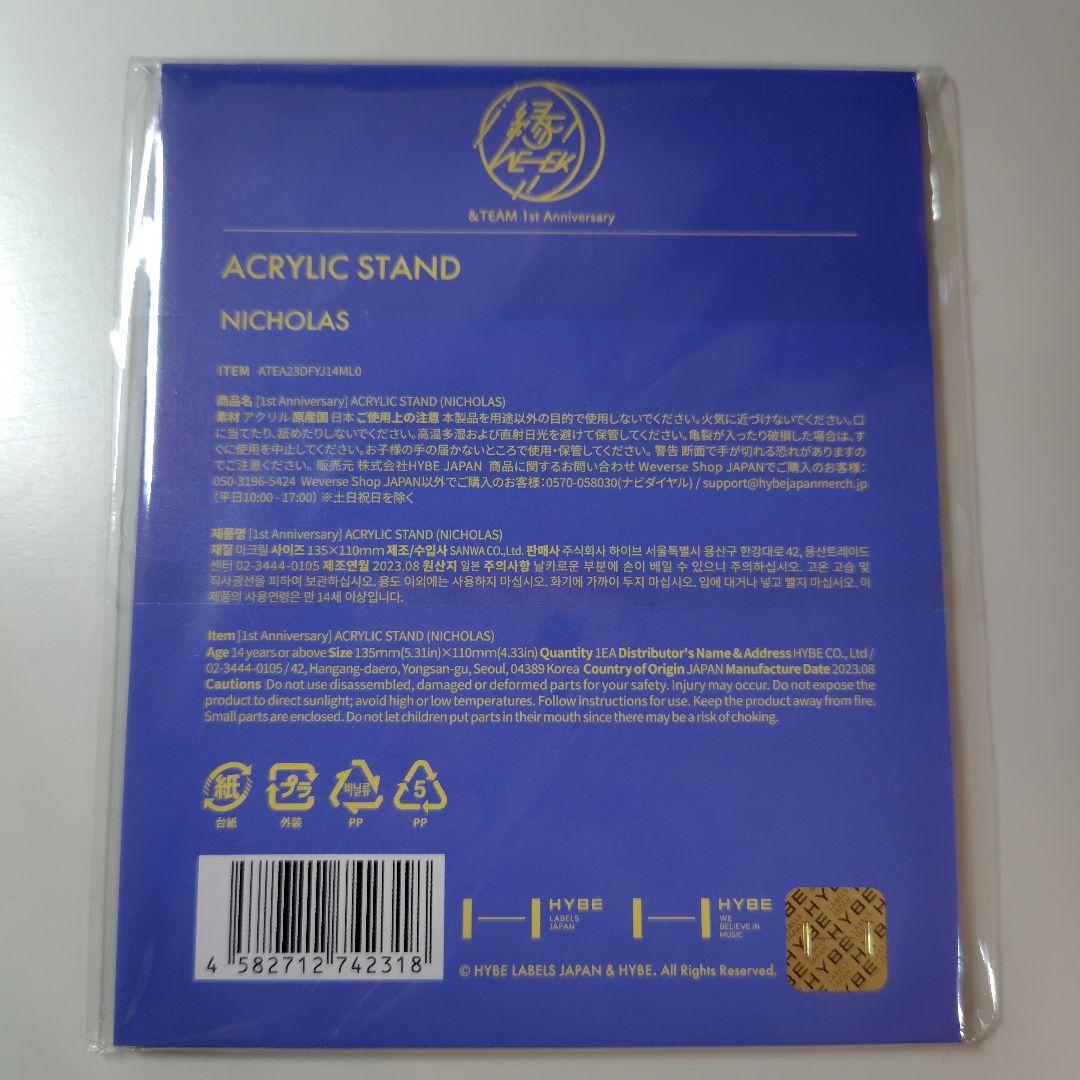 縁
WE-EK
&TEAM 1st Anniversary
ACRYLIC STAND
NICHOLAS
ITEM ATEA23DFYJ14ML0
商品名 [1st Anniversary] ACRYLIC STAND (NICHOLAS)
素材 アクリル 原産国 日本 ご使用上の注意 本製品を用途以外の目的で使用しないでください。火気に近づけないでください。口
に当てたり、舐めたりしないでください。高温多湿および直射日光を避けて保管してください。亀裂が入ったり破損した場合は、す
ぐに使用を中止してください。お子様の手の届かないところで使用・保管してください。 警告 断面で手が切れる恐れがありますの
でご注意ください。 販売元 株式会社HYBE JAPAN 商品に関するお問い合わせ Weverse Shop JAPANでご購入のお客様:
050-3196-5424 Weverse Shop JAPAN以外でご購入のお客様:0570-058030(ナビダイヤル) / support@hybejapanmerch.jp
(平日10:00 - 17:00) ※土日祝日を除く
제품명 [1st Anniversary] ACRYLIC STAND (NICHOLAS)
재질 아크릴 사이즈 135×110mm 제조/수입사 SANWA CO.,Ltd. 판매사 주식회사 하이브 서울특별시 용산구 한강대로 42, 용산트레이드
센터 02-3444-0105 제조연월 2023.08 원산지 일본 주의사항 날카로운 부분에 손이 베일 수 있으니 주의하십시오. 고온 고습 및
직사광선을 피하여 보관하십시오. 용도 이외에는 사용하지 마십시오. 화기에 가까이 두지 마십시오. 입에 대거나 넣고 빨지 마십시오. 이
제품의 사용연령은 만 14세 이상입니다.
Item [1st Anniversary] ACRYLIC STAND (NICHOLAS)
Age 14 years or above Size 135mm(5.31in)×110mm(4.33in) Quantity 1EA Distributor's Name & Address HYBE CO., Ltd /
02-3444-0105 / 42, Hangang-daero, Yongsan-gu, Seoul, 04389 Korea Country of Origin JAPAN Manufacture Date 2023.08
Cautions Do not use disassembled, damaged or deformed parts for your safety. Injury may occur. Do not expose the
product to direct sunlight; avoid high or low temperatures. Follow instructions for use. Keep the product away from fire.
Small parts are enclosed. Do not let children put parts in their mouth since there may be a risk of choking.
紙 プラ 비닐류 5
台紙 外装 PP PP
HYBE LABELS JAPAN
HYBE WE BELIEVE IN MUSIC
HYBE
4 582712 742318
© HYBE LABELS JAPAN & HYBE. All Rights Reserved.